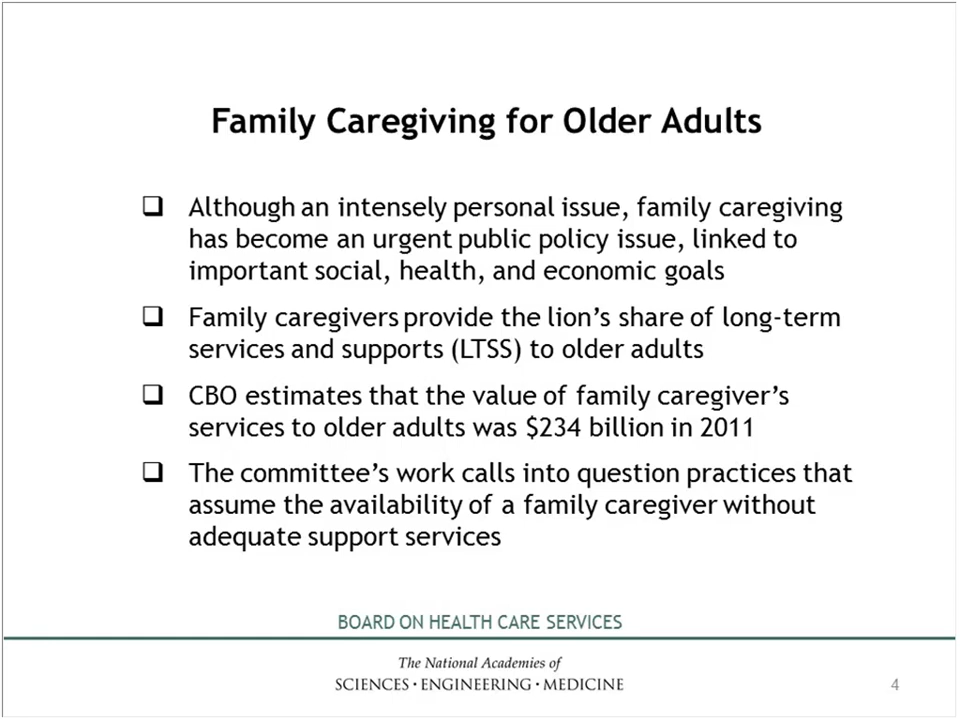 Family Caregiving for Older Adults
Although an intensely personal issue, family caregiving
has become an urgent public policy issue, linked to
important social, health, and economic goals
Family caregivers provide the lion’s share of long-term
services and supports (LTSS) to older adults
CBO estimates that the value of family caregiver’s
services to older adults was $234 billion in 2011
The committee’s work calls into question practices that
assume the availability of a family caregiver without
adequate support services
BOARD ON HEALTH CARE SERVICES
The National Academies of
SCIENCES · ENGINEERING · MEDICINE
4